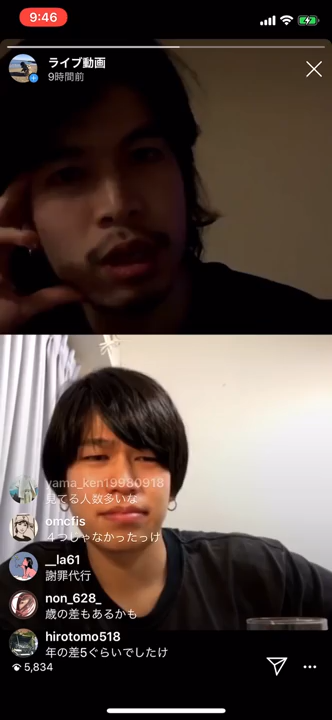 9:46
ライブ動画
9時間前
yama_ken19980918
見てる人数多いな
omcfis
４つじゃなかったっけ
__la61
謝罪代行
non_628_
歳の差もあるかも
hirotomo518
年の差5ぐらいでしたけ
5,834